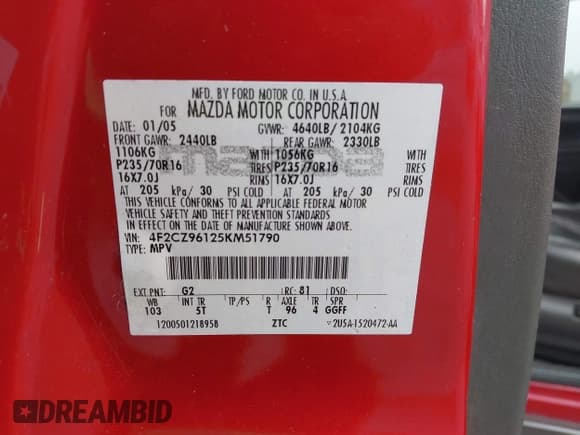 MFD. BY FORD MOTOR CO. IN U.S.A.
FOR MAZDA MOTOR CORPORATION
DATE: 01/05 GVWR: 4640LB/ 2104KG
FRONT GAWR: 2440LB REAR GAWR: 2330LB
1106KG WITH 1056KG WITH
P235/70R16 TIRES P235/70R16 TIRES
16X7.0J RIMS 16X7.0J RIMS
AT 205 kPa/ 30 PSI COLD AT 205 kPa/ 30 PSI COLD
THIS VEHICLE CONFORMS TO ALL APPLICABLE FEDERAL MOTOR
VEHICLE SAFETY AND THEFT PREVENTION STANDARDS
IN EFFECT ON THE DATE OF MANUFACTURE SHOWN ABOVE.
VIN: 4F2CZ96125KM51790
TYPE: MPV
EXT PNT: G2 RC: 81 DSO:
WB INT TR TP/PS R AXLE TR SPR
103 5T T 96 4 GGFF
1200501218958 ZTC 2U5A-1520472-AA
mazda
DREAMBID